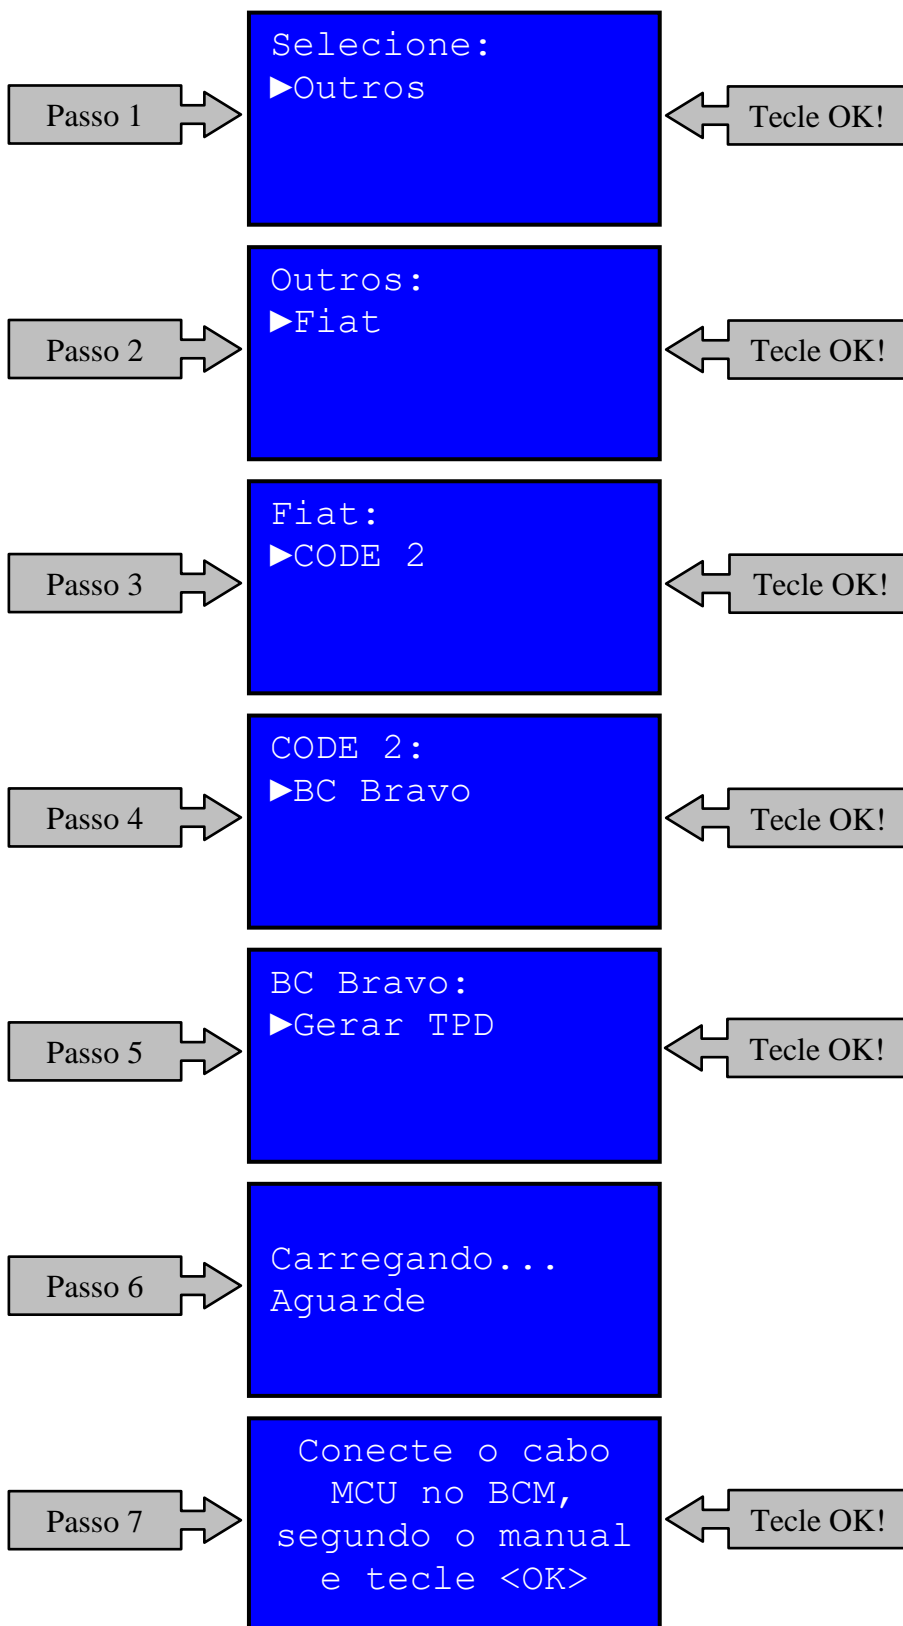 Selecione:
►Outros
Passo 1
Tecle OK!
Outros:
►Fiat
Passo 2
Tecle OK!
Fiat:
►CODE 2
Passo 3
Tecle OK!
CODE 2:
►BC Bravo
Passo 4
Tecle OK!
BC Bravo:
►Gerar TPD
Passo 5
Tecle OK!
Carregando...
Aguarde
Passo 6
Conecte o cabo
MCU no BCM,
segundo o manual
e tecle <OK>
Passo 7
Tecle OK!